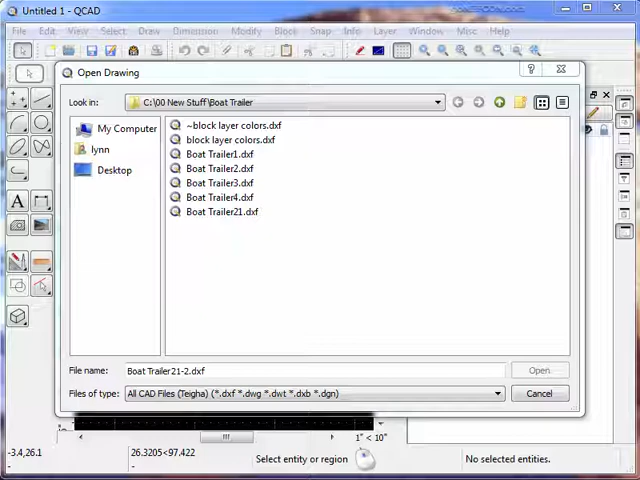 Untitled 1 - QCAD
File Edit View Select Draw Dimension Modify Block Snap Info Layer Window Misc Help
Open Drawing
Look in: C:\00 New Stuff\Boat Trailer
My Computer
lynn
Desktop
~block layer colors.dxf
block layer colors.dxf
Boat Trailer1.dxf
Boat Trailer2.dxf
Boat Trailer3.dxf
Boat Trailer4.dxf
Boat Trailer21.dxf
File name: Boat Trailer21-2.dxf Open
Files of type: All CAD Files (Teigha) (*.dxf *.dwg *.dwt *.dxb *.dgn) Cancel
1" < 10"
-3.4,26.1 26.3205<97.422 Select entity or region No selected entities.
- -